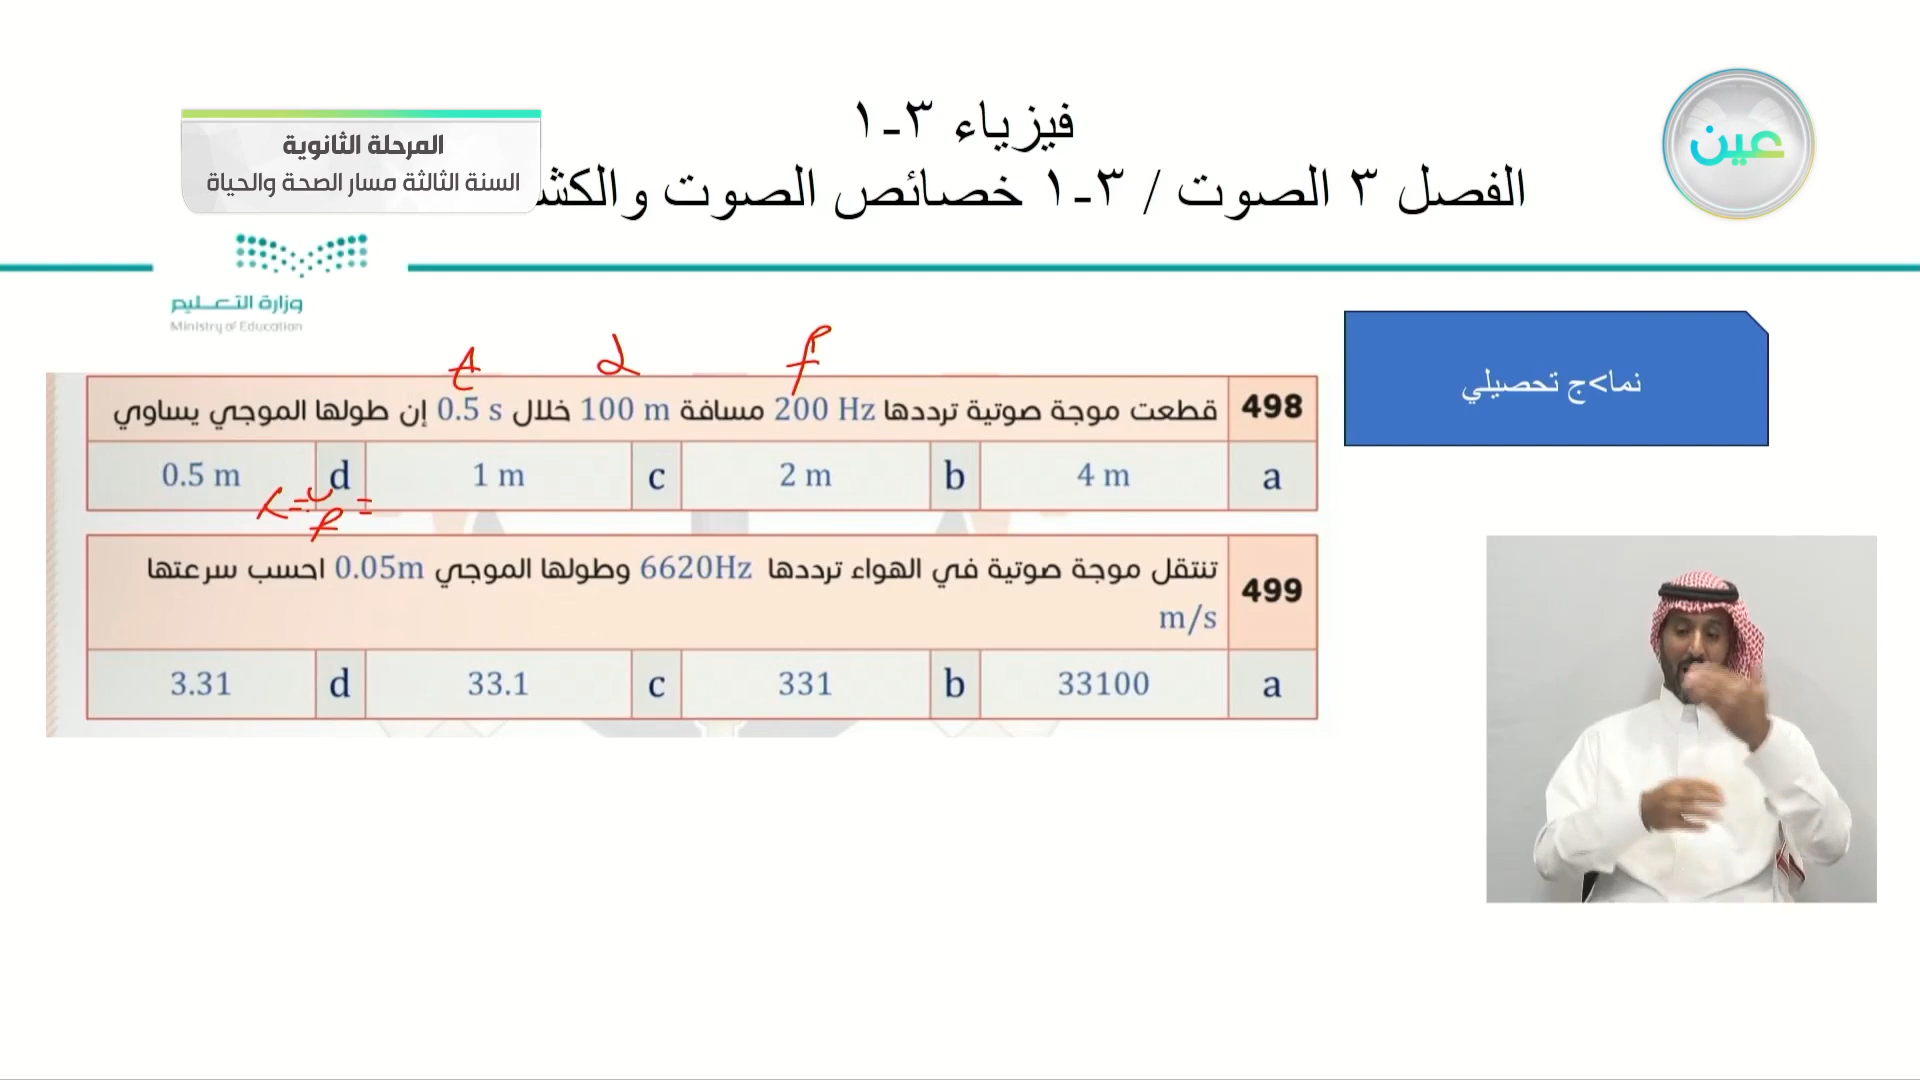 فيزياء ٣-١
الفصل ٣ الصوت / ٣-١ خصائص الصوت والكش
المرحلة الثانوية
السنة الثالثة مسار الصحة والحياة
عين
وزارة التعليم
Ministry of Education
نما>ج تحصيلي
t d f
498 قطعت موجة صوتية ترددها 200 Hz مسافة 100 m خلال 0.5 s إن طولها الموجي يساوي
a 4 m b 2 m c 1 m d 0.5 m
λ = v/f =
499 تنتقل موجة صوتية في الهواء ترددها 6620Hz وطولها الموجي 0.05m احسب سرعتها
m/s
a 33100 b 331 c 33.1 d 3.31